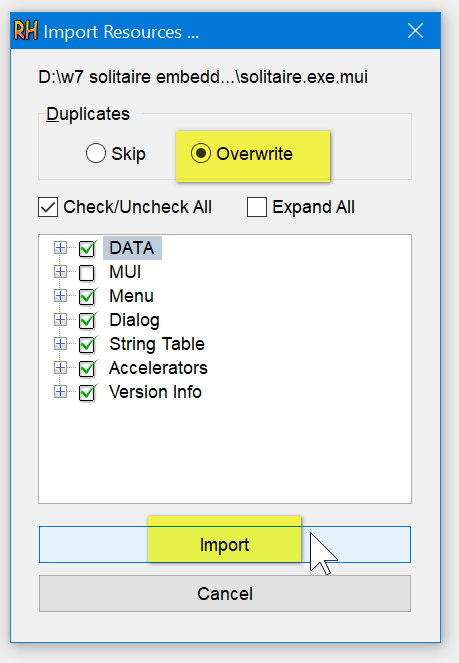 RH Import Resources ...
D:\w7 solitaire embedd...\solitaire.exe.mui
Duplicates
Skip Overwrite
Check/Uncheck All Expand All
DATA
MUI
Menu
Dialog
String Table
Accelerators
Version Info
Import
Cancel